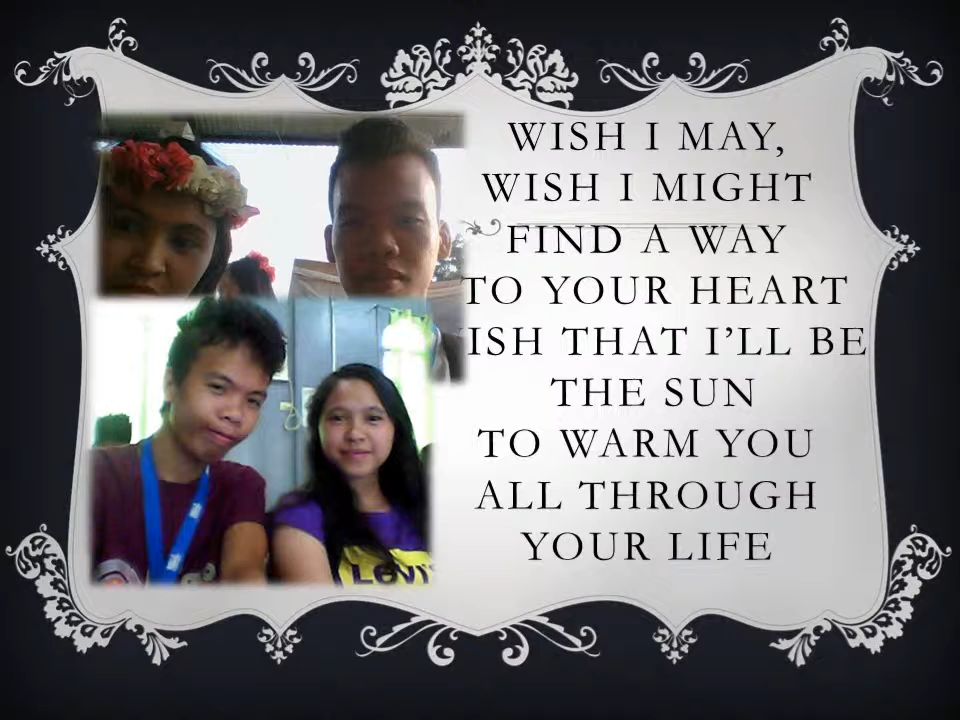 WISH I MAY,
WISH I MIGHT
FIND A WAY
TO YOUR HEART
ISH THAT I'LL BE
THE SUN
TO WARM YOU
ALL THROUGH
YOUR LIFE
LOVI